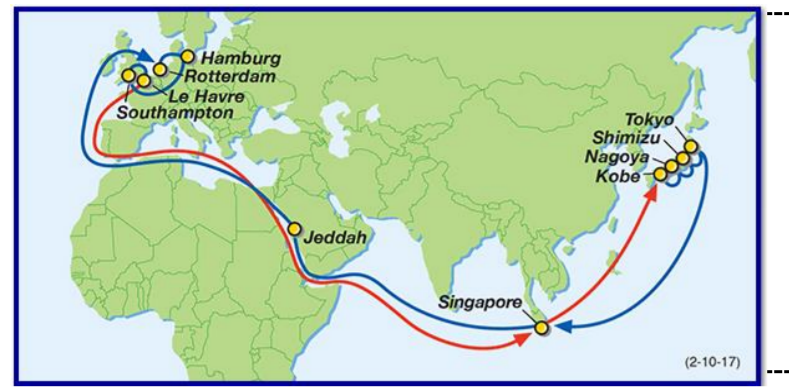 Hamburg
Rotterdam
Le Havre
Southampton
Tokyo
Shimizu
Nagoya
Kobe
Jeddah
Singapore
(2-10-17)